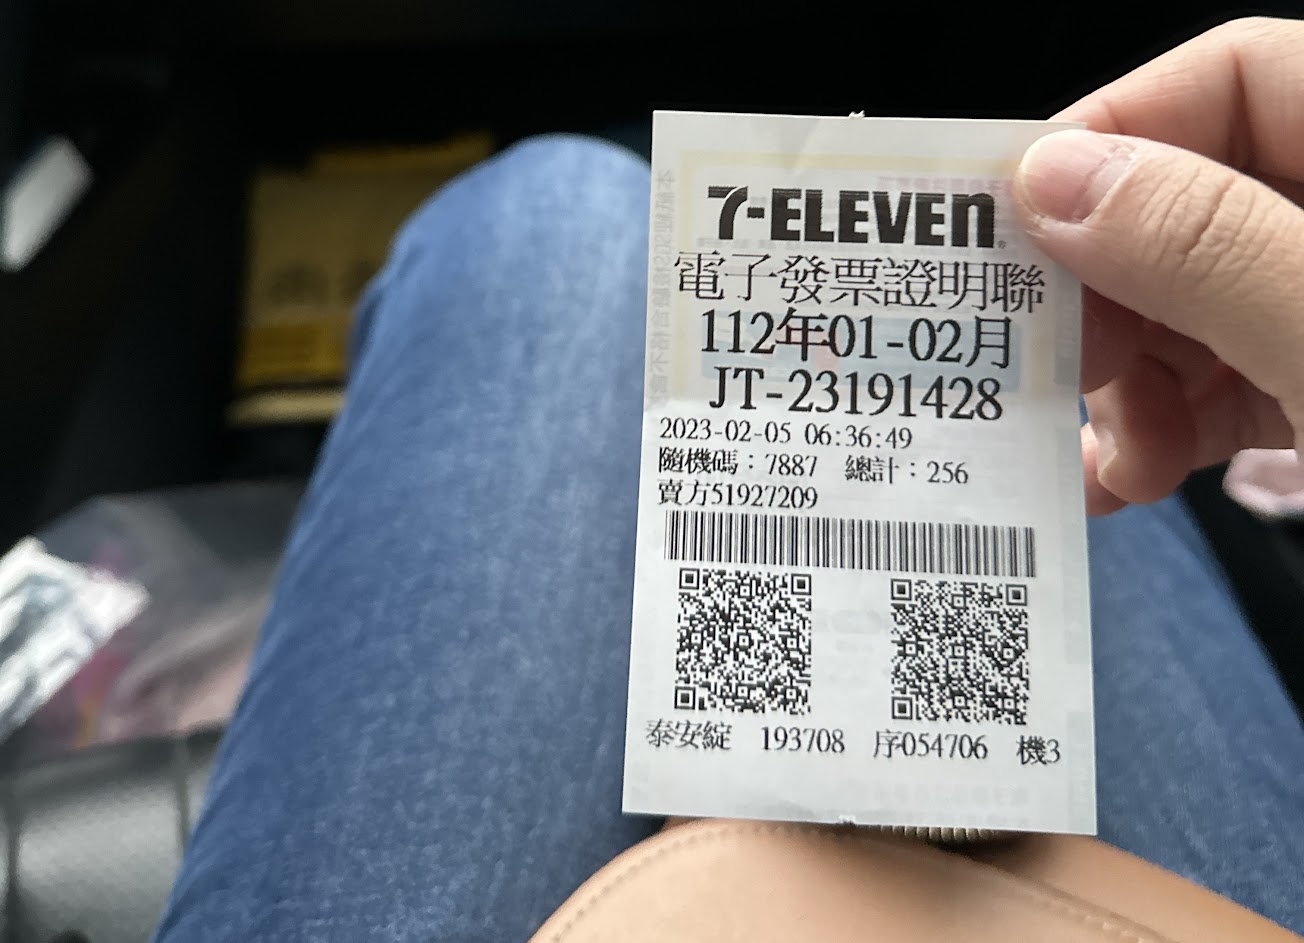 7-ELEVEN
電子發票證明聯
112年01-02月
JT-23191428
2023-02-05 06:36:49
隨機碼：7887 總計：256
賣方51927209
泰安綻 193708 序054706 機3